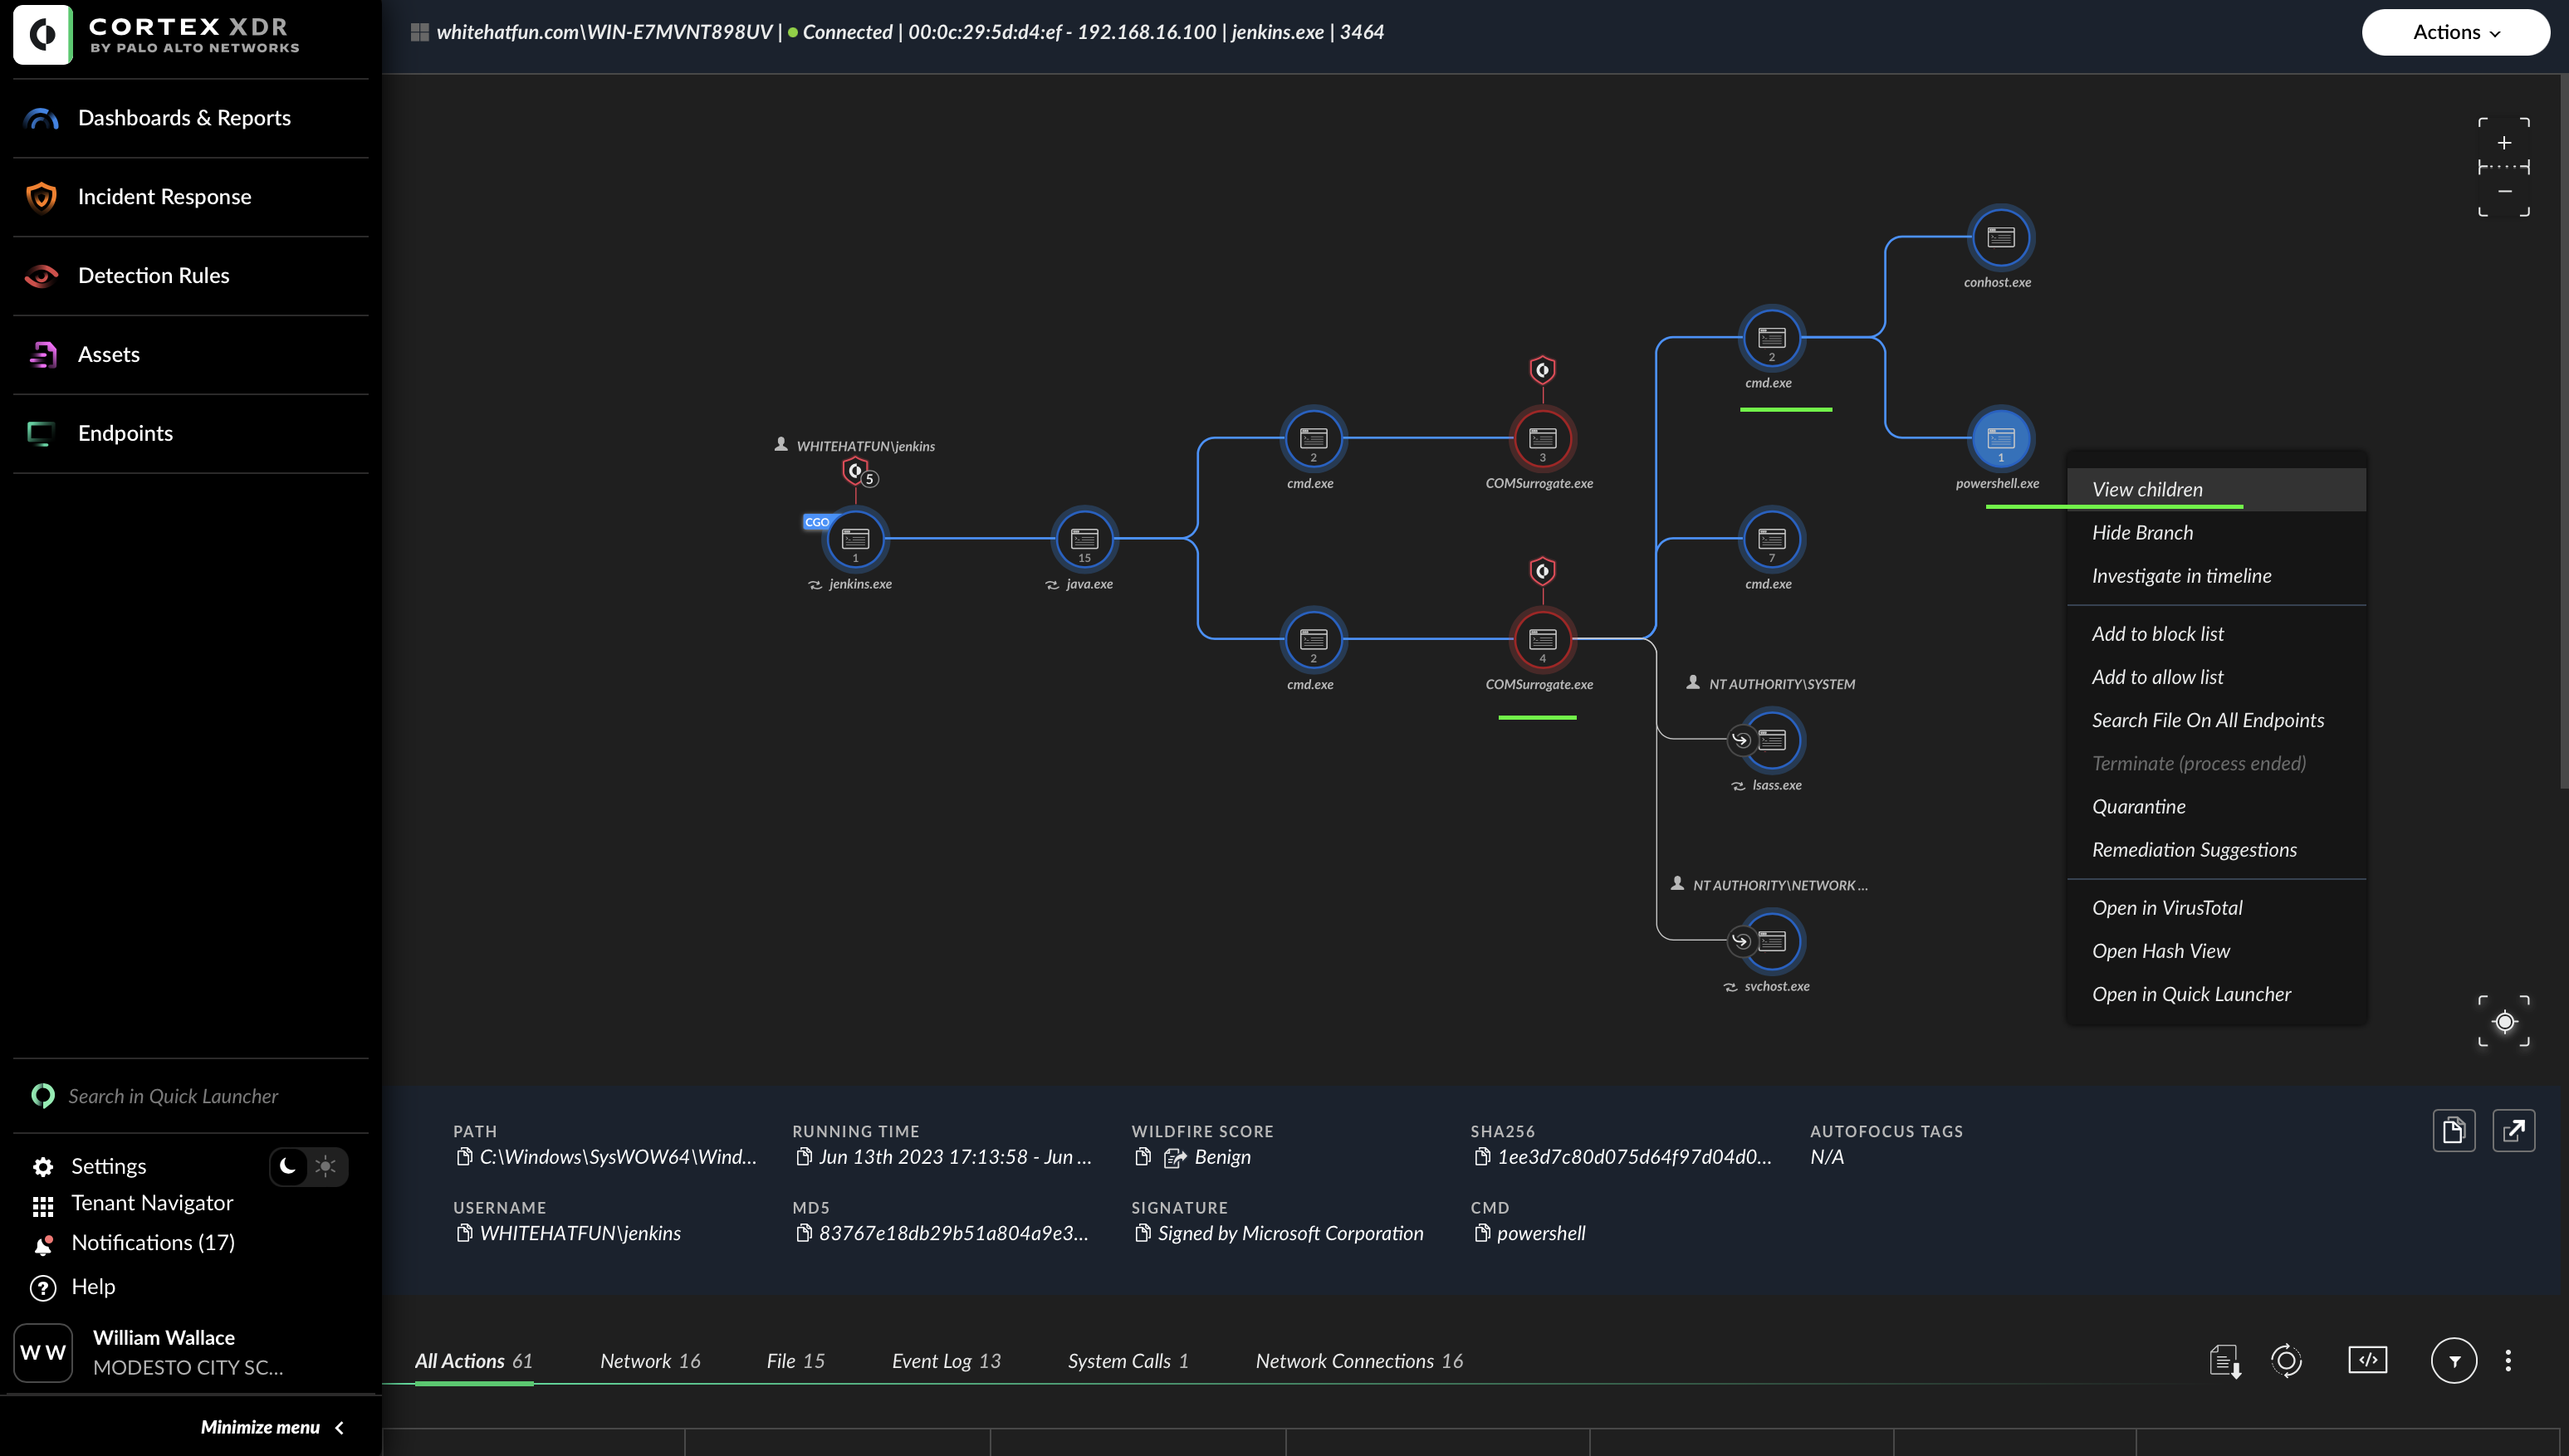 CORTEX XDR
BY PALO ALTO NETWORKS
whitehatfun.com\WIN-E7MVNT898UV | Connected | 00:0c:29:5d:d4:ef - 192.168.16.100 | jenkins.exe | 3464
Actions
Dashboards & Reports
Incident Response
Detection Rules
Assets
Endpoints
conhost.exe
2
cmd.exe
WHITEHATFUN\jenkins
5
CGO
1
jenkins.exe
15
java.exe
2
cmd.exe
3
COMSurrogate.exe
1
powershell.exe
7
cmd.exe
2
cmd.exe
4
COMSurrogate.exe
NT AUTHORITY\SYSTEM
lsass.exe
NT AUTHORITY\NETWORK ...
svchost.exe
View children
Hide Branch
Investigate in timeline
Add to block list
Add to allow list
Search File On All Endpoints
Terminate (process ended)
Quarantine
Remediation Suggestions
Open in VirusTotal
Open Hash View
Open in Quick Launcher
Search in Quick Launcher
Settings
Tenant Navigator
Notifications (17)
Help
W W
William Wallace
MODESTO CITY SC...
Minimize menu
PATH
C:\Windows\SysWOW64\Wind...
RUNNING TIME
Jun 13th 2023 17:13:58 - Jun ...
WILDFIRE SCORE
Benign
SHA256
1ee3d7c80d075d64f97d04d0...
AUTOFOCUS TAGS
N/A
USERNAME
WHITEHATFUN\jenkins
MD5
83767e18db29b51a804a9e3...
SIGNATURE
Signed by Microsoft Corporation
CMD
powershell
All Actions 61
Network 16
File 15
Event Log 13
System Calls 1
Network Connections 16